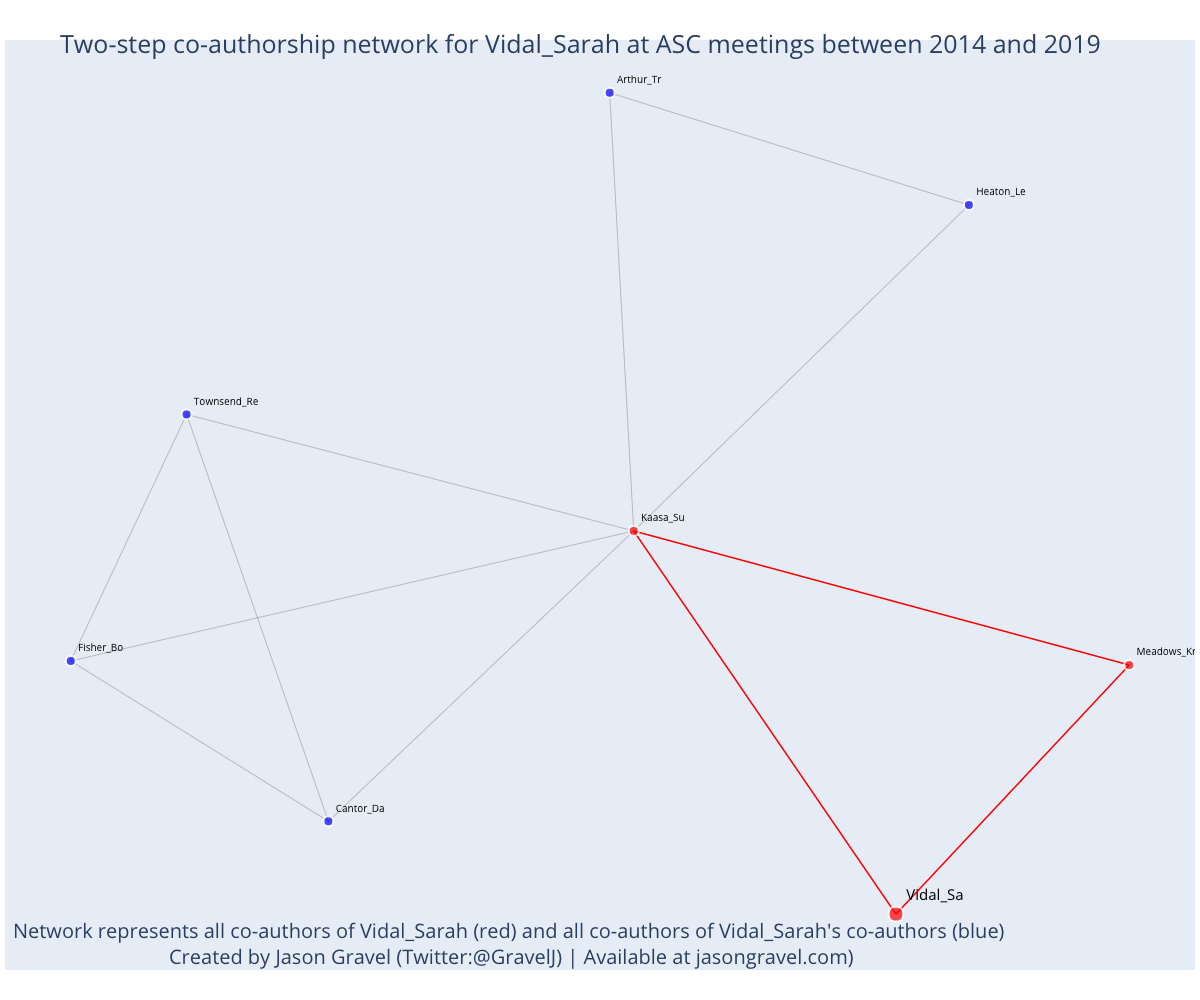 Two-step co-authorship network for Vidal_Sarah at ASC meetings between 2014 and 2019
Arthur_Tr
Heaton_Le
Townsend_Re
Kaasa_Su
Fisher_Bo
Meadows_Kr
Cantor_Da
Vidal_Sa
Network represents all co-authors of Vidal_Sarah (red) and all co-authors of Vidal_Sarah's co-authors (blue)
Created by Jason Gravel (Twitter:@GravelJ) | Available at jasongravel.com)